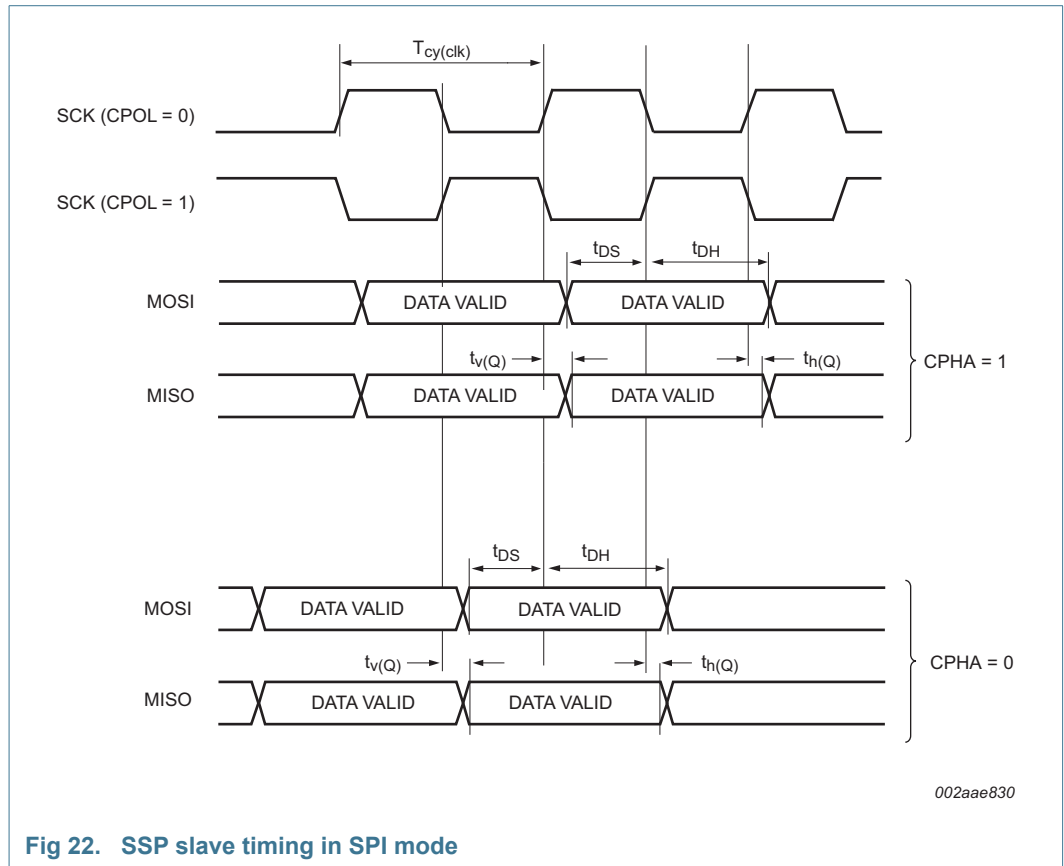 Tcy(clk)
SCK (CPOL = 0)
SCK (CPOL = 1)
tDS tDH
MOSI DATA VALID DATA VALID
tv(Q) th(Q)
CPHA = 1
MISO DATA VALID DATA VALID
tDS tDH
MOSI DATA VALID DATA VALID
tv(Q) th(Q)
CPHA = 0
MISO DATA VALID DATA VALID
002aae830
Fig 22. SSP slave timing in SPI mode